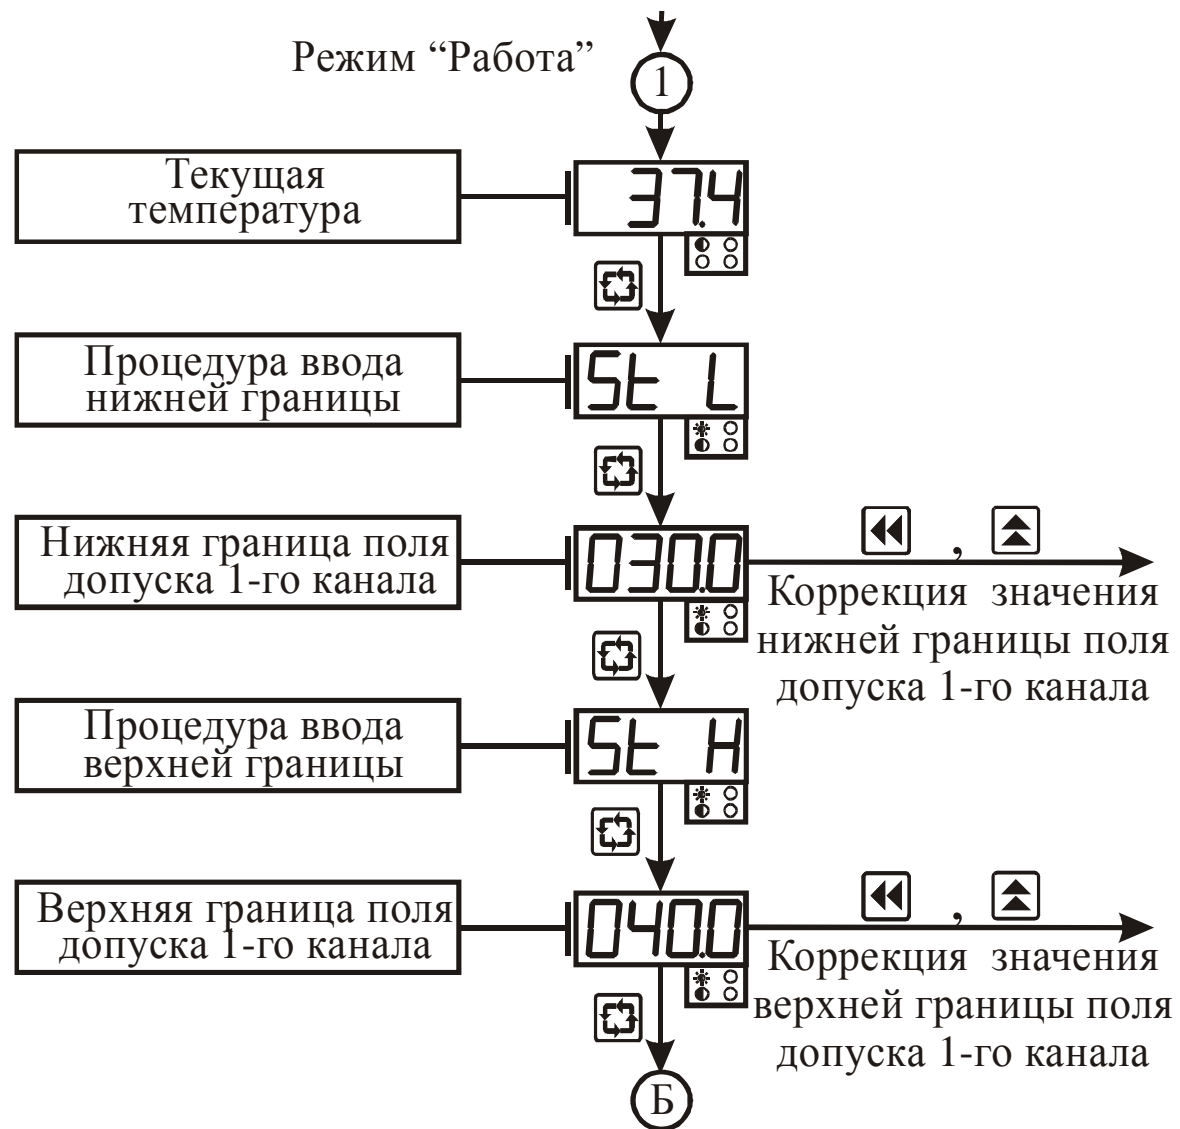 Режим “Работа”
1
Текущая
температура
37.4
Процедура ввода
нижней границы
St L
Нижняя граница поля
допуска 1-го канала
030.0
,
Коррекция значения
нижней границы поля
допуска 1-го канала
Процедура ввода
верхней границы
St H
Верхняя граница поля
допуска 1-го канала
040.0
,
Коррекция значения
верхней границы поля
допуска 1-го канала
Б